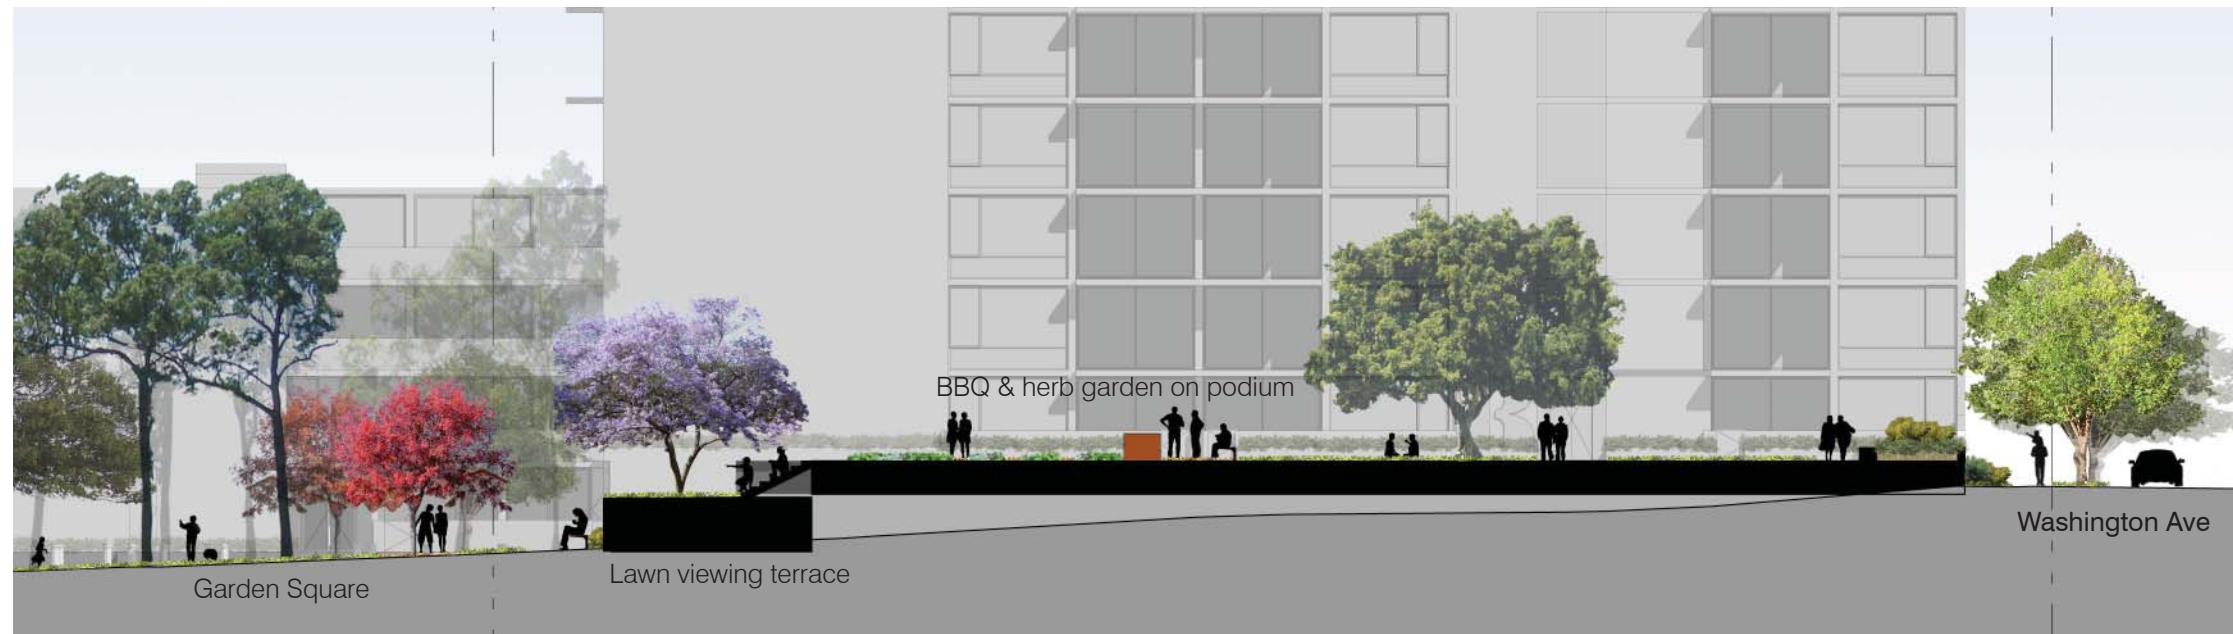 BBQ & herb garden on podium
Washington Ave
Lawn viewing terrace
Garden Square